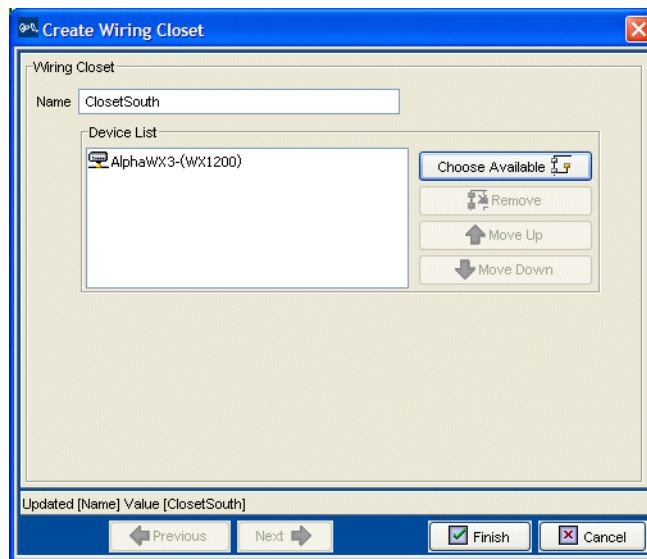 Create Wiring Closet
Wiring Closet
Name ClosetSouth
Device List
AlphaWX3-(WX1200)
Choose Available
Remove
Move Up
Move Down
Updated [Name] Value [ClosetSouth]
Previous Next Finish Cancel